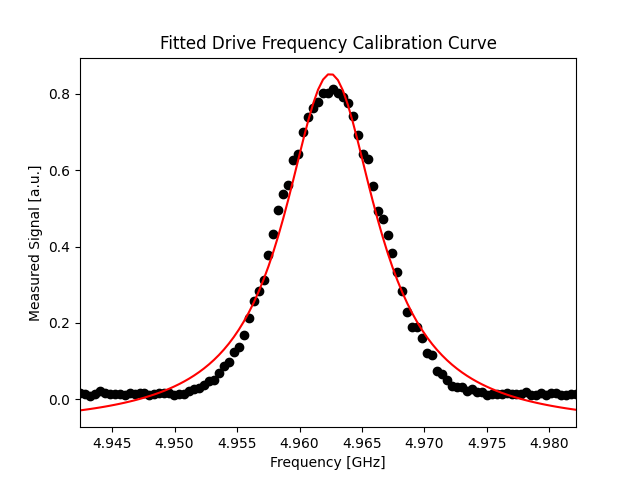 Fitted Drive Frequency Calibration Curve
Measured Signal [a.u.]
0.8
0.6
0.4
0.2
0.0
4.945 4.950 4.955 4.960 4.965 4.970 4.975 4.980
Frequency [GHz]